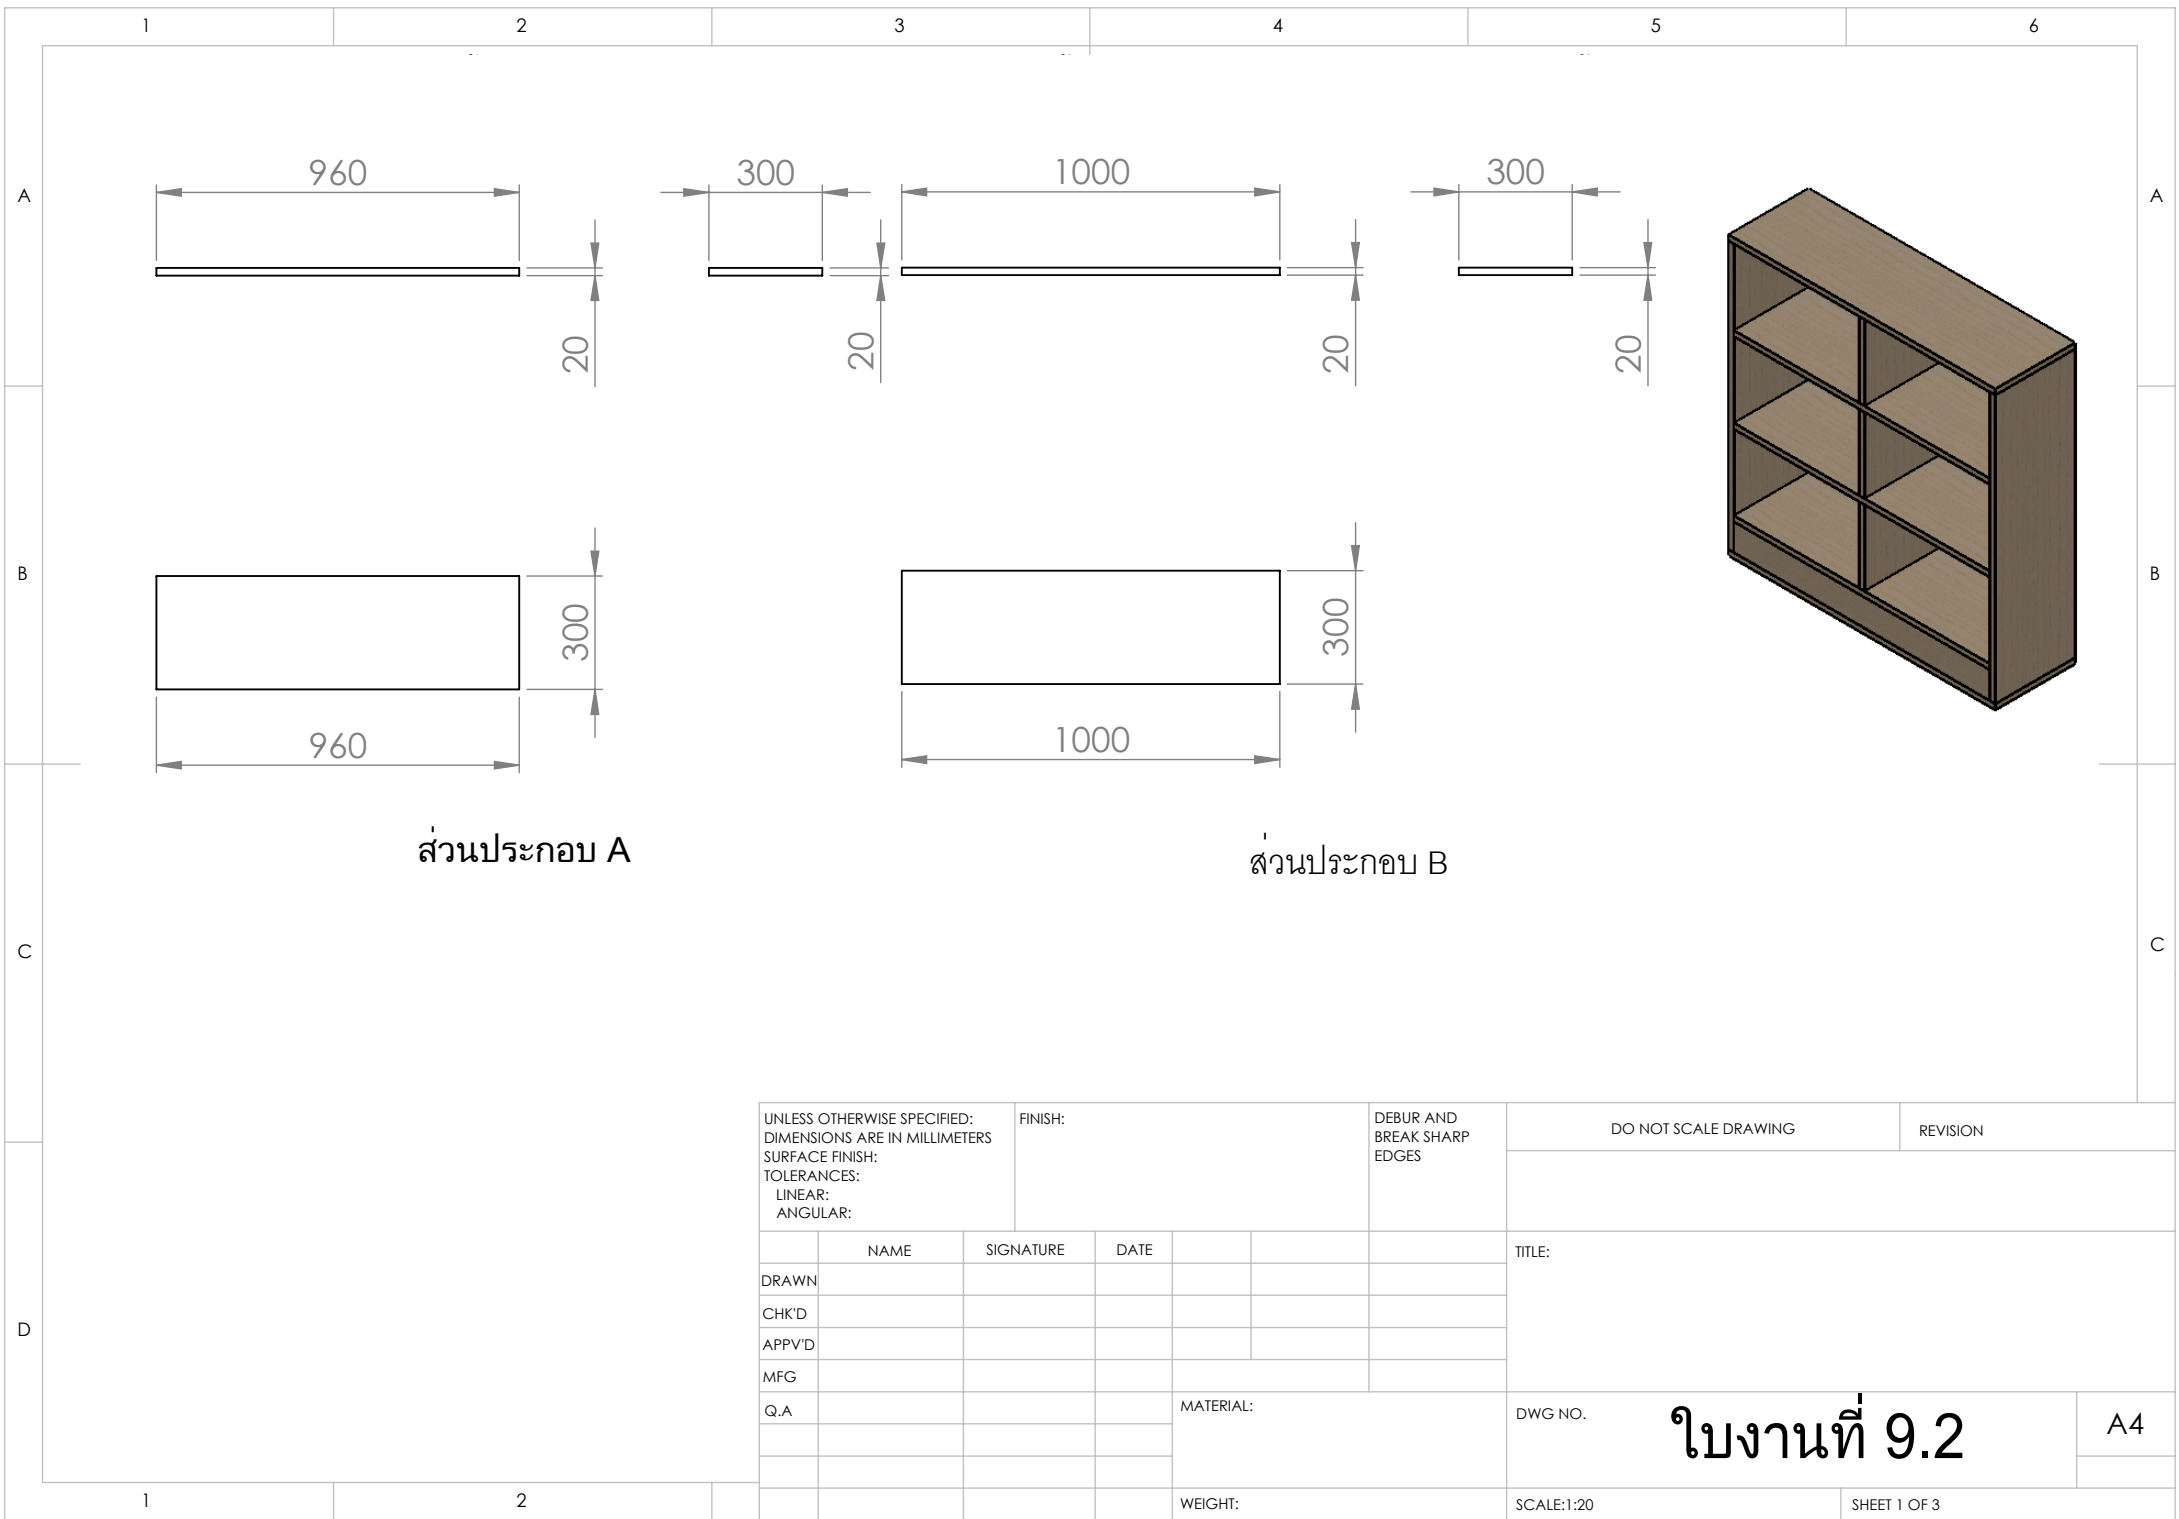 1 2 3 4 5 6
A A
960 300 1000 300
20 20 20 20
B B
300 300
960 1000
ส่วนประกอบ A ส่วนประกอบ B
C C
UNLESS OTHERWISE SPECIFIED:
DIMENSIONS ARE IN MILLIMETERS
SURFACE FINISH:
TOLERANCES:
LINEAR:
ANGULAR:
FINISH:
DEBUR AND
BREAK SHARP
EDGES
DO NOT SCALE DRAWING
REVISION
NAME SIGNATURE DATE
TITLE:
DRAWN
CHK'D
APPV'D
MFG
Q.A
D
MATERIAL:
DWG NO.
ใบงานที่ 9.2
A4
WEIGHT:
SCALE:1:20
SHEET 1 OF 3
1 2